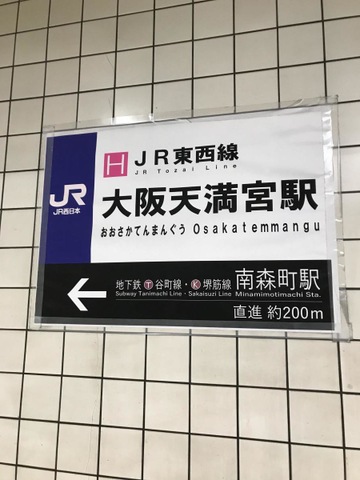 H JR東西線
JR Tozai Line
JR
JR西日本
大阪天満宮駅
おおさかてんまんぐう Osakatemmangu
← 地下鉄 T 谷町線・K 堺筋線 南森町駅
Subway Tanimachi Line・Sakaisuzi Line Minamimotimachi Sta.
直進 約200m